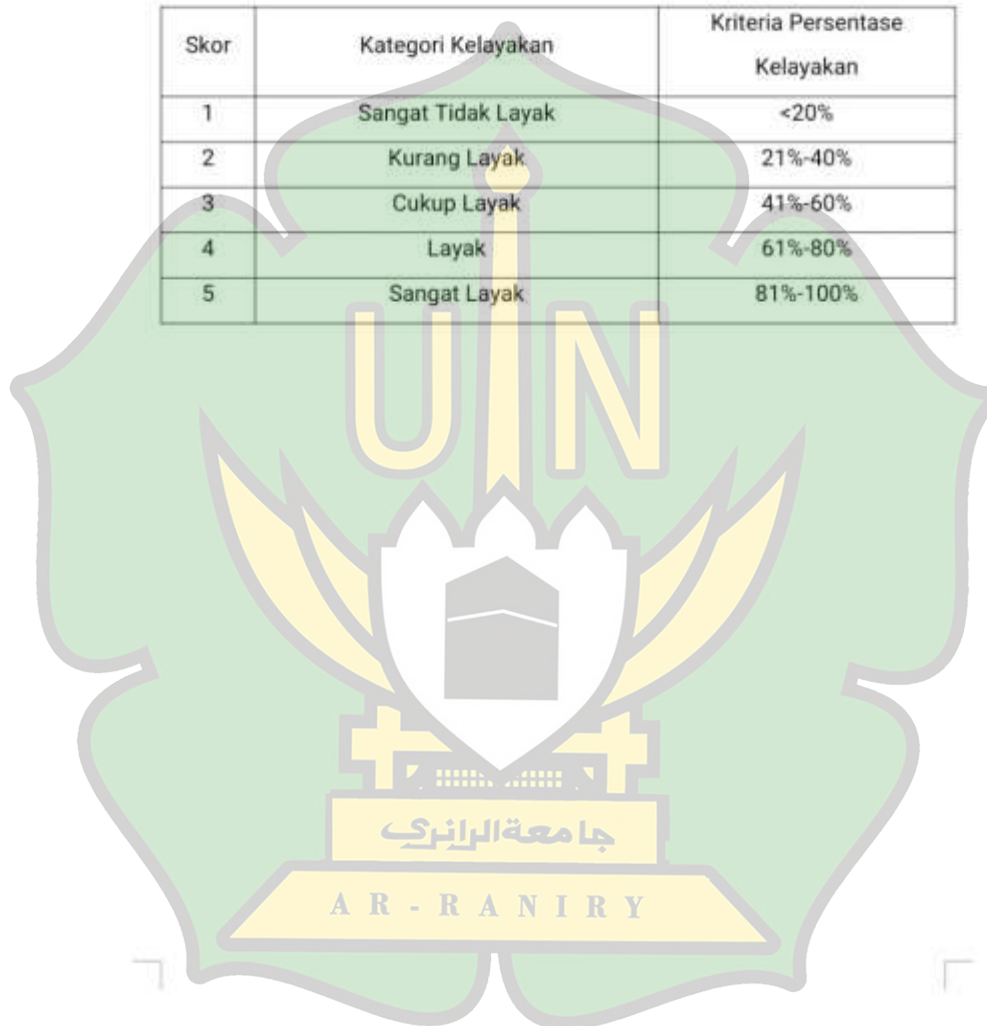 Skor Kategori Kelayakan Kriteria Persentase Kelayakan
1 Sangat Tidak Layak <20%
2 Kurang Layak 21%-40%
3 Cukup Layak 41%-60%
4 Layak 61%-80%
5 Sangat Layak 81%-100%
UIN
جامعةالرانري
AR-RANIRY